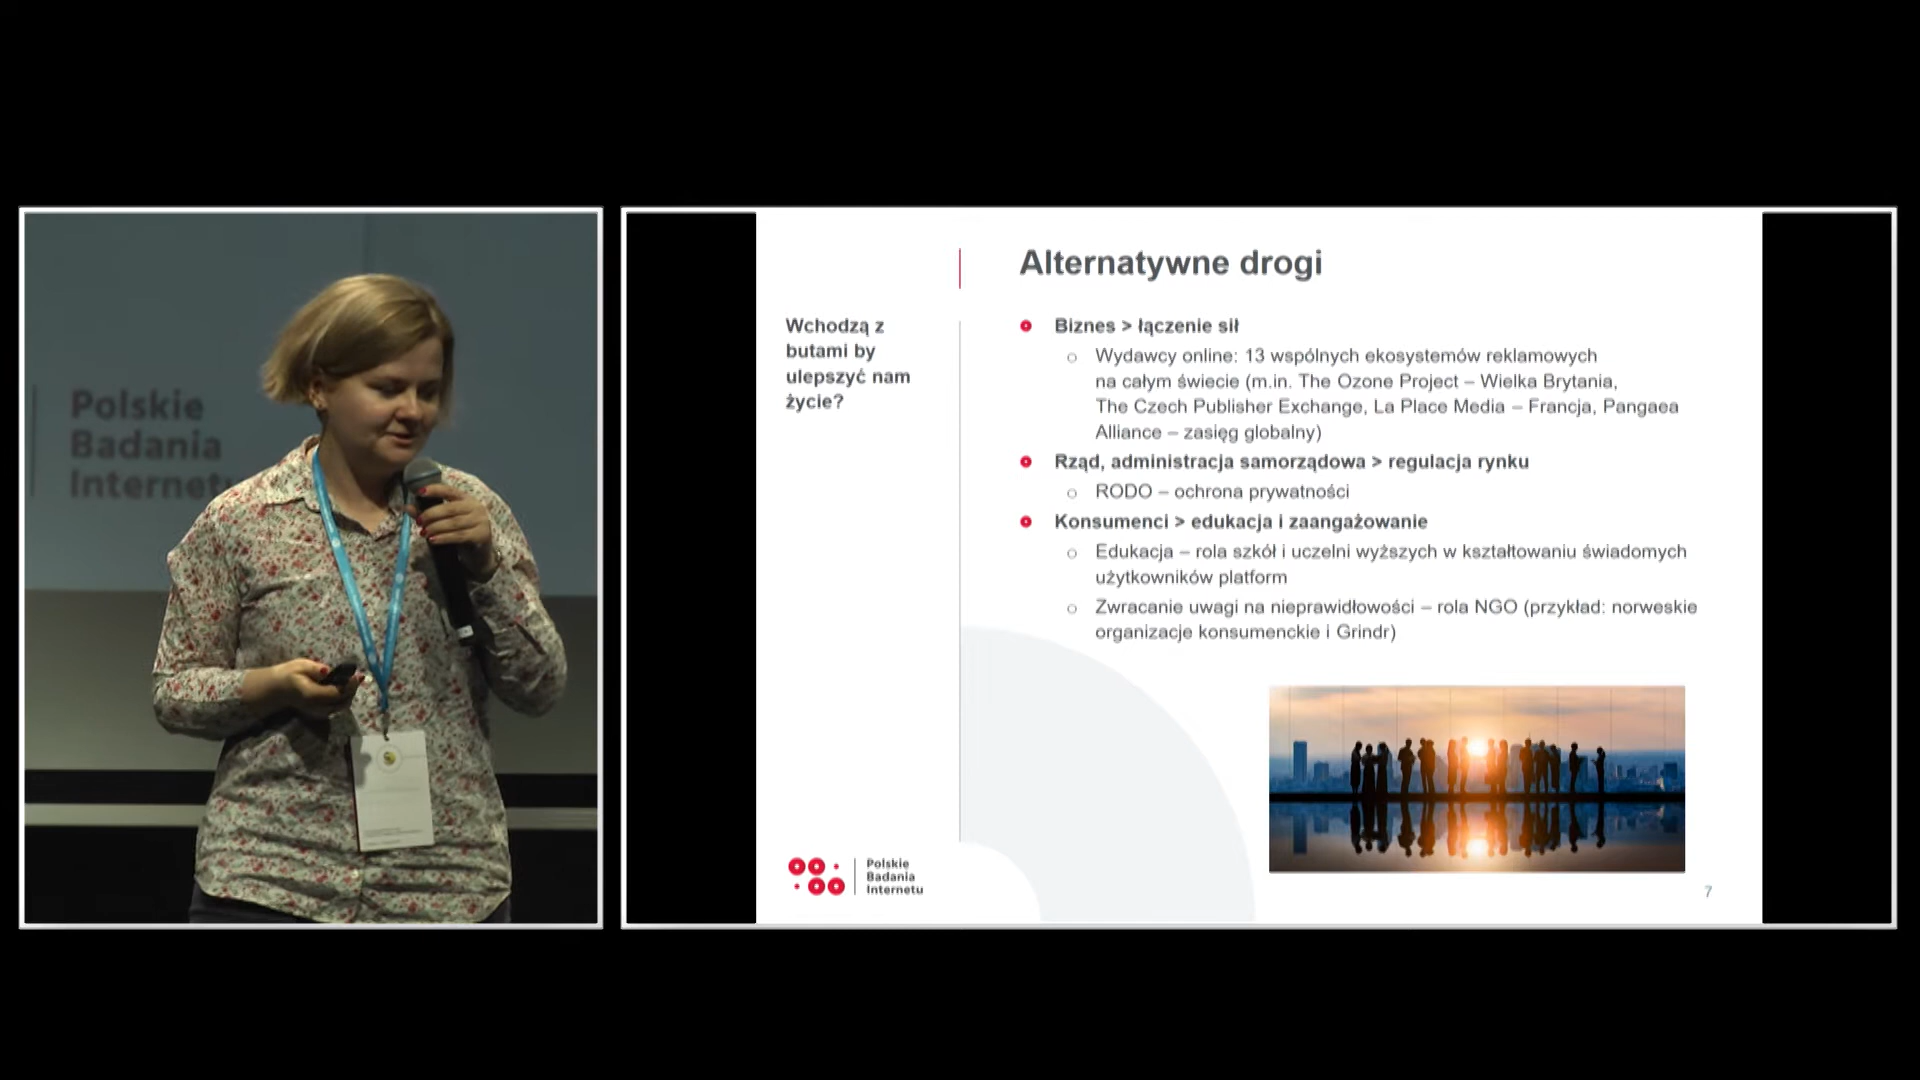 Polskie
Badania
Internetu
Alternatywne drogi
Wchodzą z
butami by
ulepszyć nam
życie?
Biznes > łączenie sił
Wydawcy online: 13 wspólnych ekosystemów reklamowych
na całym świecie (m.in. The Ozone Project – Wielka Brytania,
The Czech Publisher Exchange, La Place Media – Francja, Pangaea
Alliance – zasięg globalny)
Rząd, administracja samorządowa > regulacja rynku
RODO – ochrona prywatności
Konsumenci > edukacja i zaangażowanie
Edukacja – rola szkół i uczelni wyższych w kształtowaniu świadomych
użytkowników platform
Zwracanie uwagi na nieprawidłowości – rola NGO (przykład: norweskie
organizacje konsumenckie i Grindr)
Polskie
Badania
Internetu
7